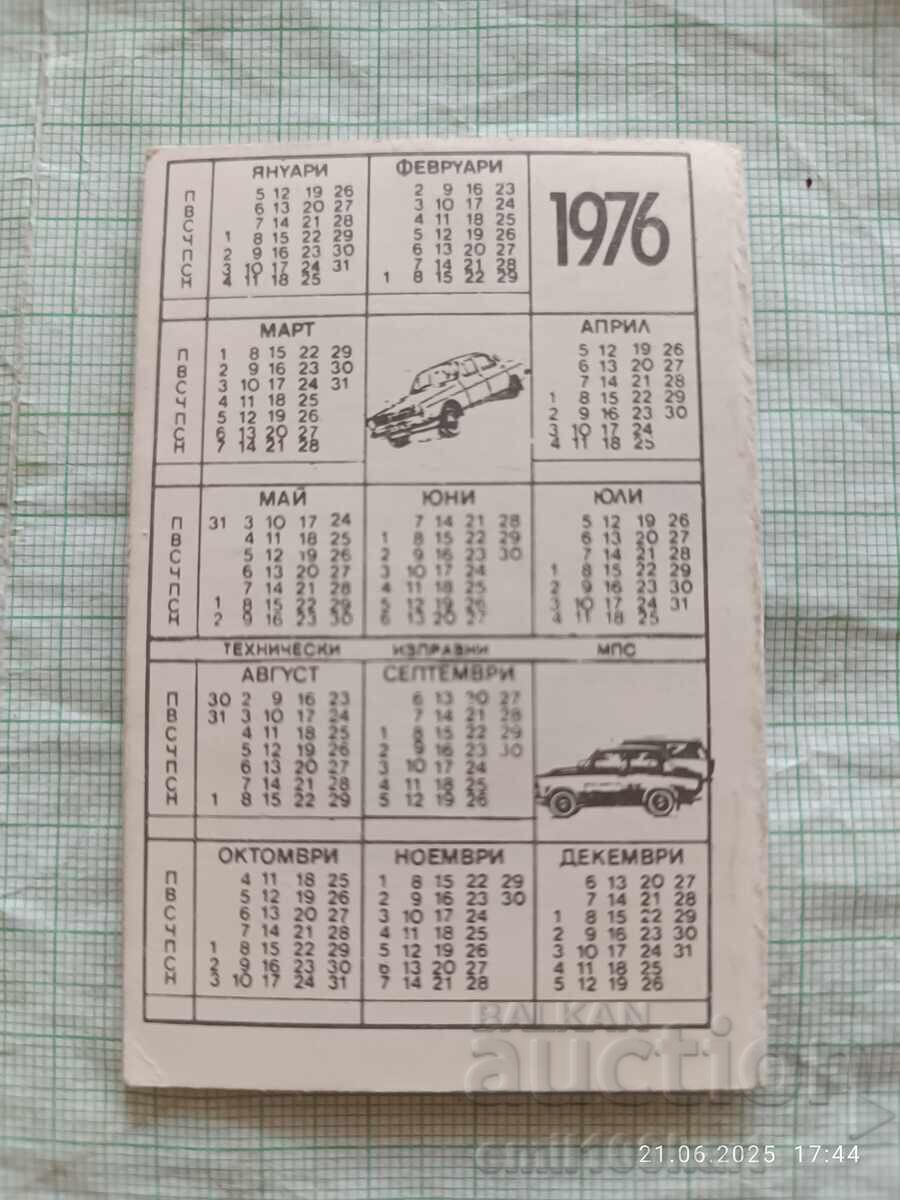 ЯНУАРИ ФЕВРУАРИ 1976
П 5 12 19 26 2 9 16 23
В 6 13 20 27 3 10 17 24
С 7 14 21 28 4 11 18 25
Ч 1 8 15 22 29 5 12 19 26
П 2 9 16 23 30 6 13 20 27
С 3 10 17 24 31 7 14 21 28
Н 4 11 18 25 1 8 15 22 29
МАРТ АПРИЛ
П 1 8 15 22 29 5 12 19 26
В 2 9 16 23 30 6 13 20 27
С 3 10 17 24 31 7 14 21 28
Ч 4 11 18 25 1 8 15 22 29
П 5 12 19 26 2 9 16 23 30
С 6 13 20 27 3 10 17 24
Н 7 14 21 28 4 11 18 25
МАЙ ЮНИ ЮЛИ
П 31 3 10 17 24 7 14 21 28 5 12 19 26
В 4 11 18 25 1 8 15 22 29 6 13 20 27
С 5 12 19 26 2 9 16 23 30 7 14 21 28
Ч 6 13 20 27 3 10 17 24 1 8 15 22 29
П 7 14 21 28 4 11 18 25 2 9 16 23 30
С 1 8 15 22 29 5 12 19 26 3 10 17 24 31
Н 2 9 16 23 30 6 13 20 27 4 11 18 25
ТЕХНИЧЕСКИ ИЗПРАВНИ МПС
АВГУСТ СЕПТЕМВРИ
П 30 2 9 16 23 6 13 20 27
В 31 3 10 17 24 7 14 21 28
С 4 11 18 25 1 8 15 22 29
Ч 5 12 19 26 2 9 16 23 30
П 6 13 20 27 3 10 17 24
С 7 14 21 28 4 11 18 25
Н 1 8 15 22 29 5 12 19 26
ОКТОМВРИ НОЕМВРИ ДЕКЕМВРИ
П 4 11 18 25 1 8 15 22 29 6 13 20 27
В 5 12 19 26 2 9 16 23 30 7 14 21 28
С 6 13 20 27 3 10 17 24 1 8 15 22 29
Ч 7 14 21 28 4 11 18 25 2 9 16 23 30
П 1 8 15 22 29 5 12 19 26 3 10 17 24 31
С 2 9 16 23 30 6 13 20 27 4 11 18 25
Н 3 10 17 24 31 7 14 21 28 5 12 19 26
BALKAN
auction
21.06.2025 17:44